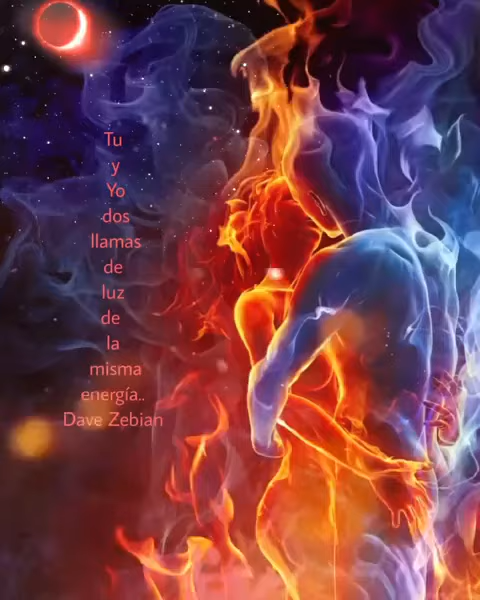 Tu
y
Yo
dos
llamas
de
luz
de
la
misma
energía..
Dave Zebian